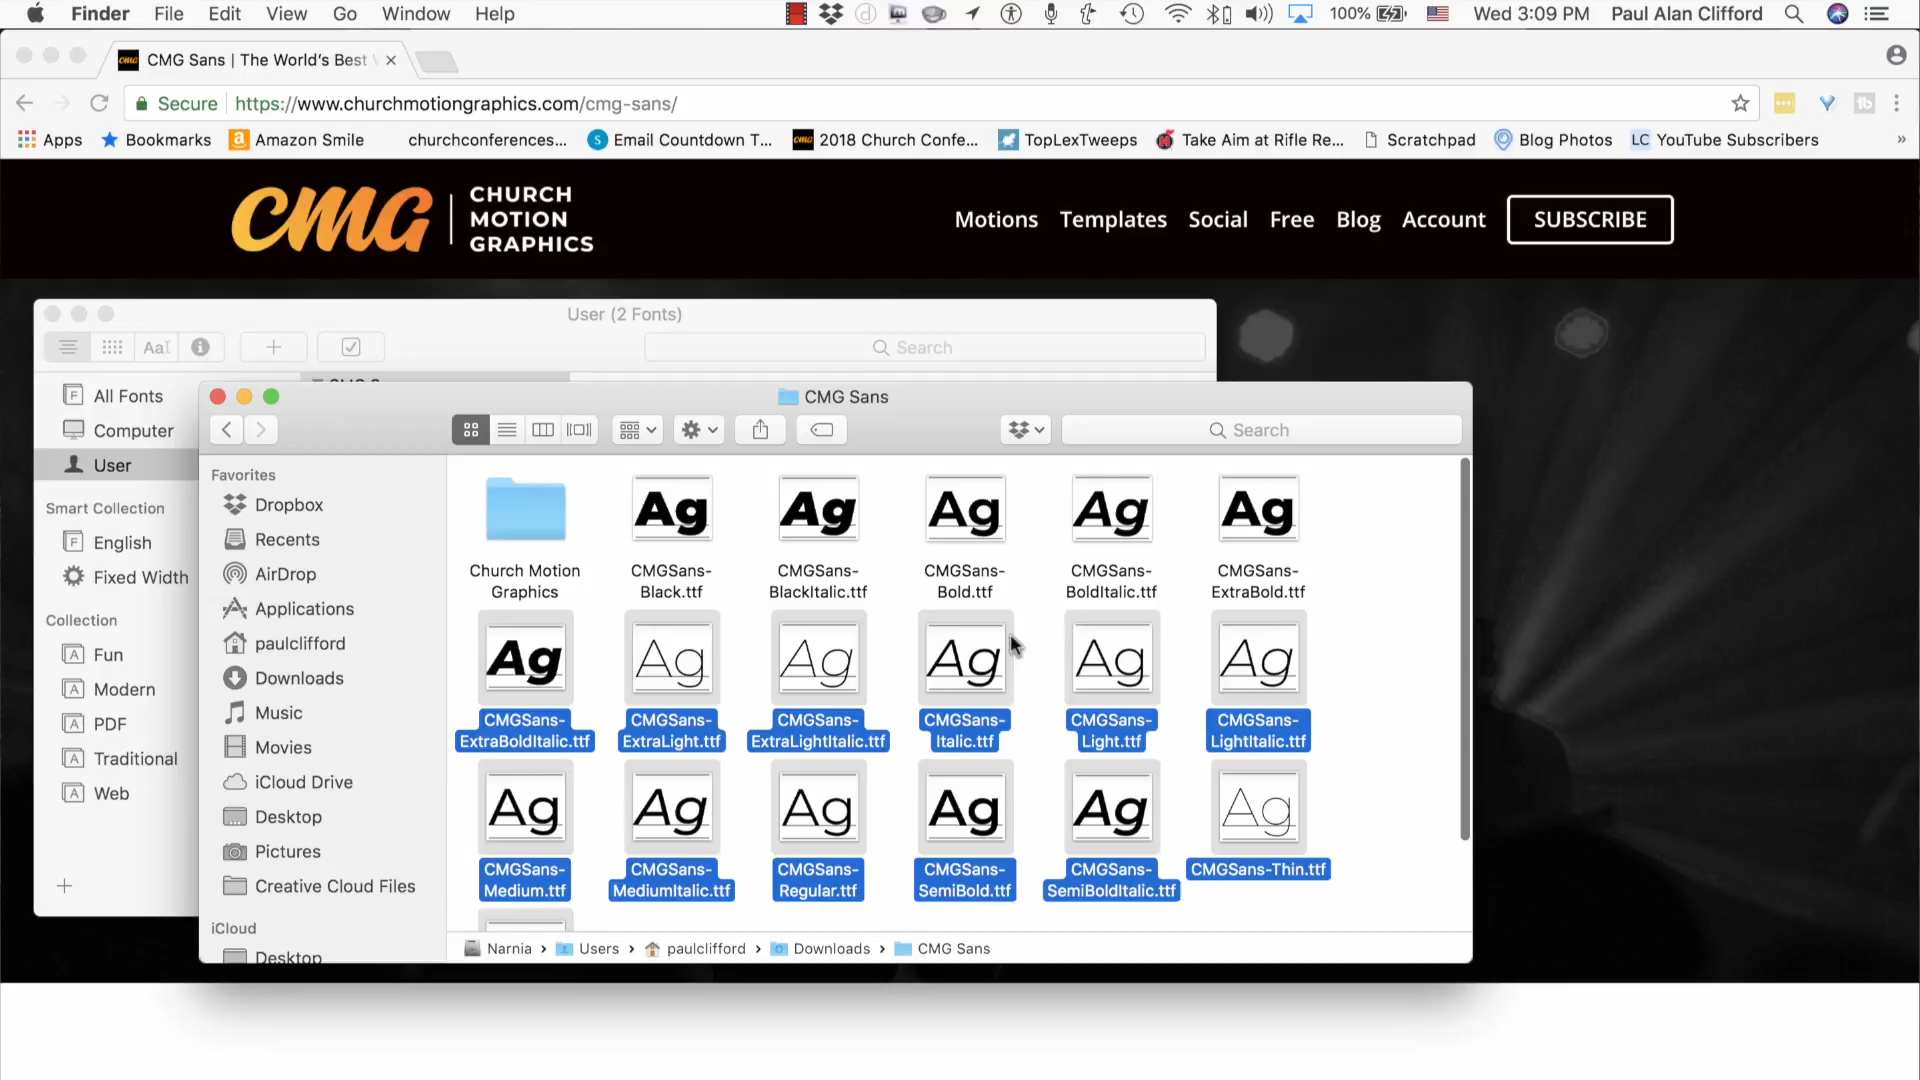 Finder File Edit View Go Window Help
100%
Wed 3:09 PM Paul Alan Clifford
CMG Sans | The World's Best
Secure https://www.churchmotiongraphics.com/cmg-sans/
Apps Bookmarks Amazon Smile churchconferences... Email Countdown T... 2018 Church Confe... TopLexTweeps Take Aim at Rifle Re... Scratchpad Blog Photos LC YouTube Subscribers »
CMG CHURCH
MOTION
GRAPHICS
Motions Templates Social Free Blog Account SUBSCRIBE
User (2 Fonts)
Search
All Fonts
Computer
User
Smart Collection
English
Fixed Width
Collection
Fun
Modern
PDF
Traditional
Web
CMG Sans
Search
Favorites
Dropbox
Recents
AirDrop
Applications
paulclifford
Downloads
Music
Movies
iCloud Drive
Desktop
Pictures
Creative Cloud Files
iCloud
Desktop
Ag Ag Ag Ag Ag
Church Motion
Graphics
CMGSans-
Black.ttf
CMGSans-
BlackItalic.ttf
CMGSans-
Bold.ttf
CMGSans-
BoldItalic.ttf
CMGSans-
ExtraBold.ttf
Ag Ag Ag Ag Ag Ag
CMGSans-
ExtraBoldItalic.ttf
CMGSans-
ExtraLight.ttf
CMGSans-
ExtraLightItalic.ttf
CMGSans-
Italic.ttf
CMGSans-
Light.ttf
CMGSans-
LightItalic.ttf
Ag Ag Ag Ag Ag Ag
CMGSans-
Medium.ttf
CMGSans-
MediumItalic.ttf
CMGSans-
Regular.ttf
CMGSans-
SemiBold.ttf
CMGSans-
SemiBoldItalic.ttf
CMGSans-Thin.ttf
Narnia › Users › paulclifford › Downloads › CMG Sans